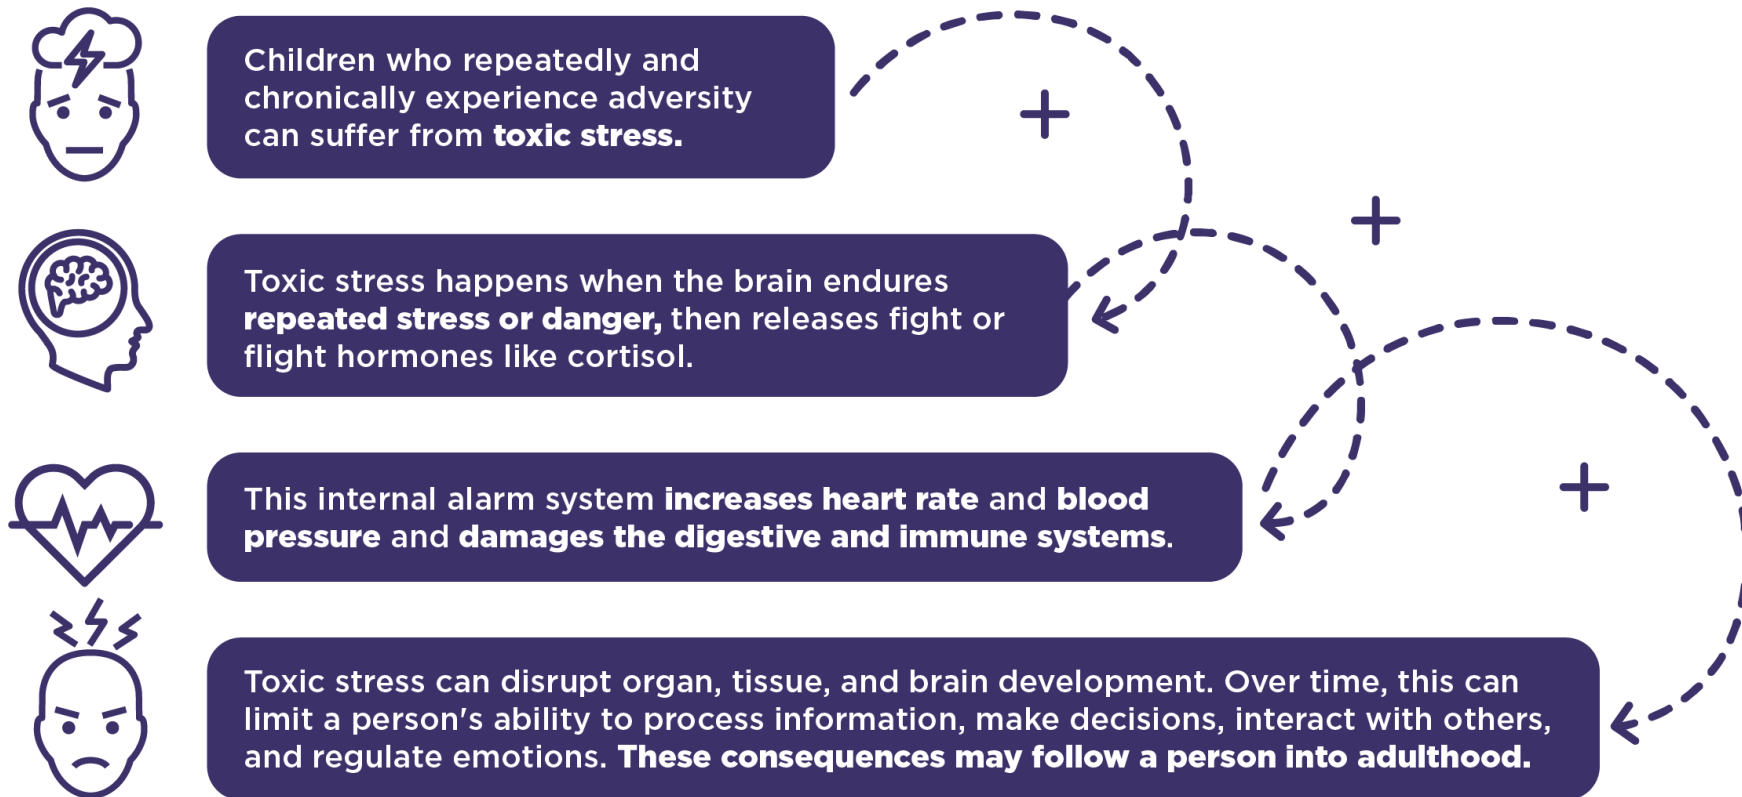 Children who repeatedly and
chronically experience adversity
can suffer from toxic stress.
Toxic stress happens when the brain endures
repeated stress or danger, then releases fight or
flight hormones like cortisol.
This internal alarm system increases heart rate and blood
pressure and damages the digestive and immune systems.
Toxic stress can disrupt organ, tissue, and brain development. Over time, this can
limit a person's ability to process information, make decisions, interact with others,
and regulate emotions. These consequences may follow a person into adulthood.